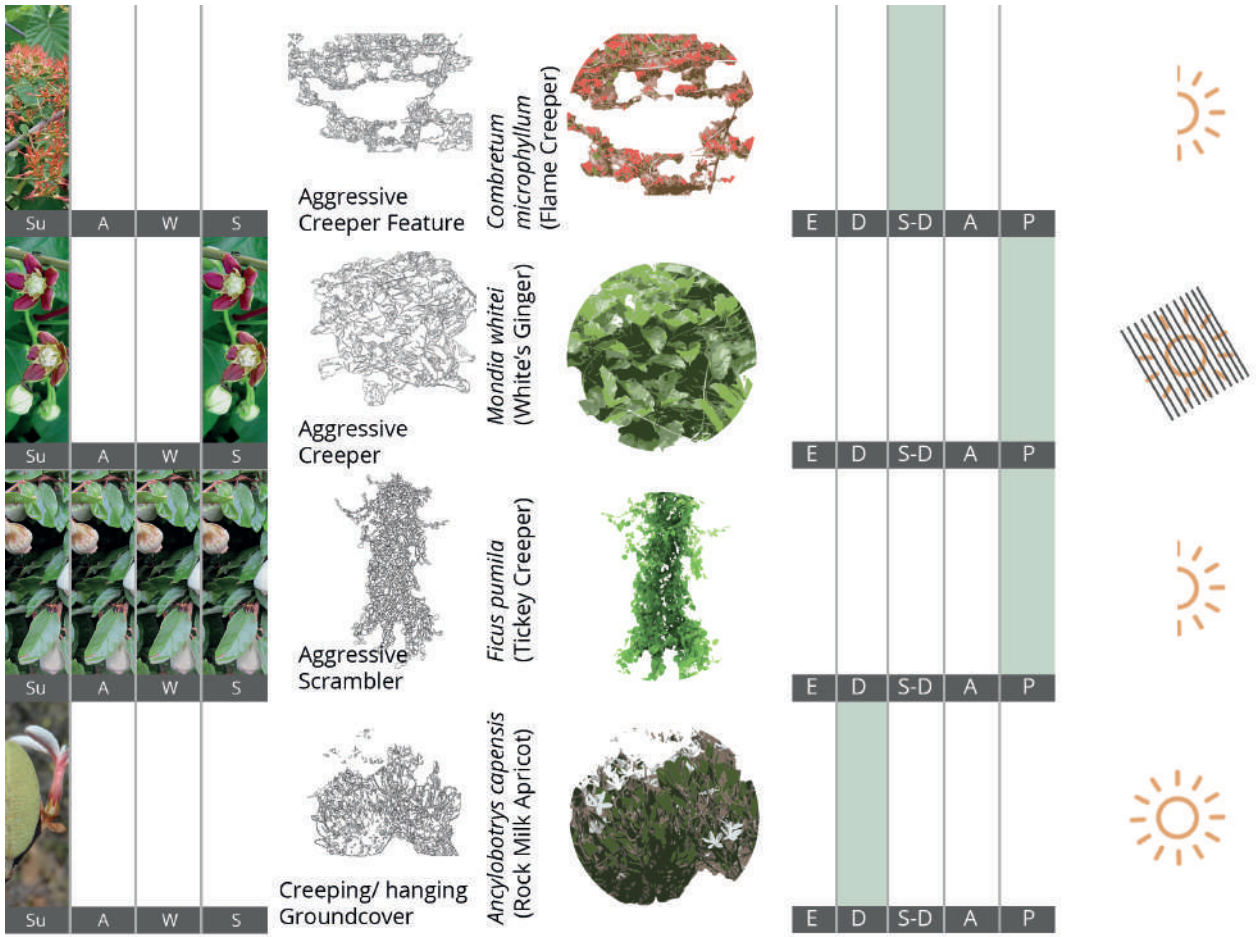 Aggressive
Creeper Feature
Combretum
microphyllum
(Flame Creeper)
Su A W S
E D S-D A P
Aggressive
Creeper
Mondia whitei
(White's Ginger)
Su A W S
E D S-D A P
Aggressive
Scrambler
Ficus pumila
(Tickey Creeper)
Su A W S
E D S-D A P
Creeping/ hanging
Groundcover
Ancylobotrys capensis
(Rock Milk Apricot)
Su A W S
E D S-D A P